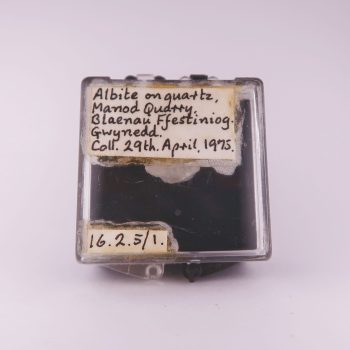 Albite on quartz,
Manod Quarry,
Blaenau Ffestiniog.
Gwynedd.
Coll. 29th. April, 1975.
16.2.5/1.